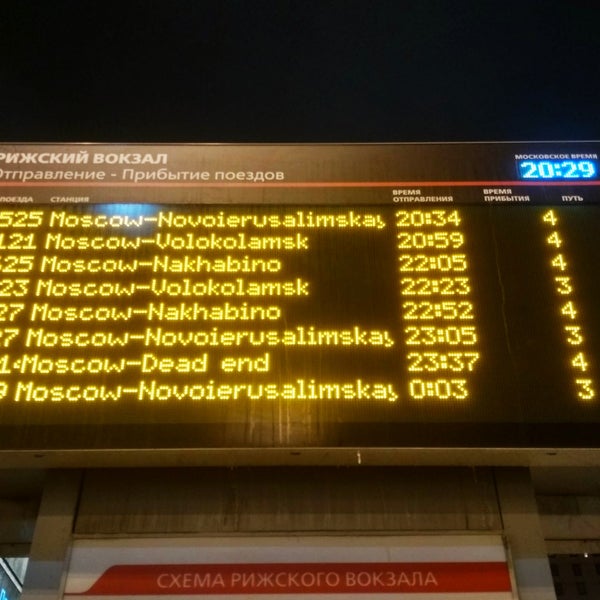 РИЖСКИЙ ВОКЗАЛ
Отправление - Прибытие поездов
МОСКОВСКОЕ ВРЕМЯ
20:29
ПОЕЗДА СТАНЦИЯ ВРЕМЯ ОТПРАВЛЕНИЯ ВРЕМЯ ПРИБЫТИЯ ПУТЬ
525 Moscow-Novoierusalimskay 20:34 4
121 Moscow-Volokolamsk 20:59 4
625 Moscow-Nakhabino 22:05 4
23 Moscow-Volokolamsk 22:23 3
27 Moscow-Nakhabino 22:52 4
27 Moscow-Novoierusalimskay 23:05 3
Moscow-Dead end 23:37 4
9 Moscow-Novoierusalimskay 0:03 3
СХЕМА РИЖСКОГО ВОКЗАЛА